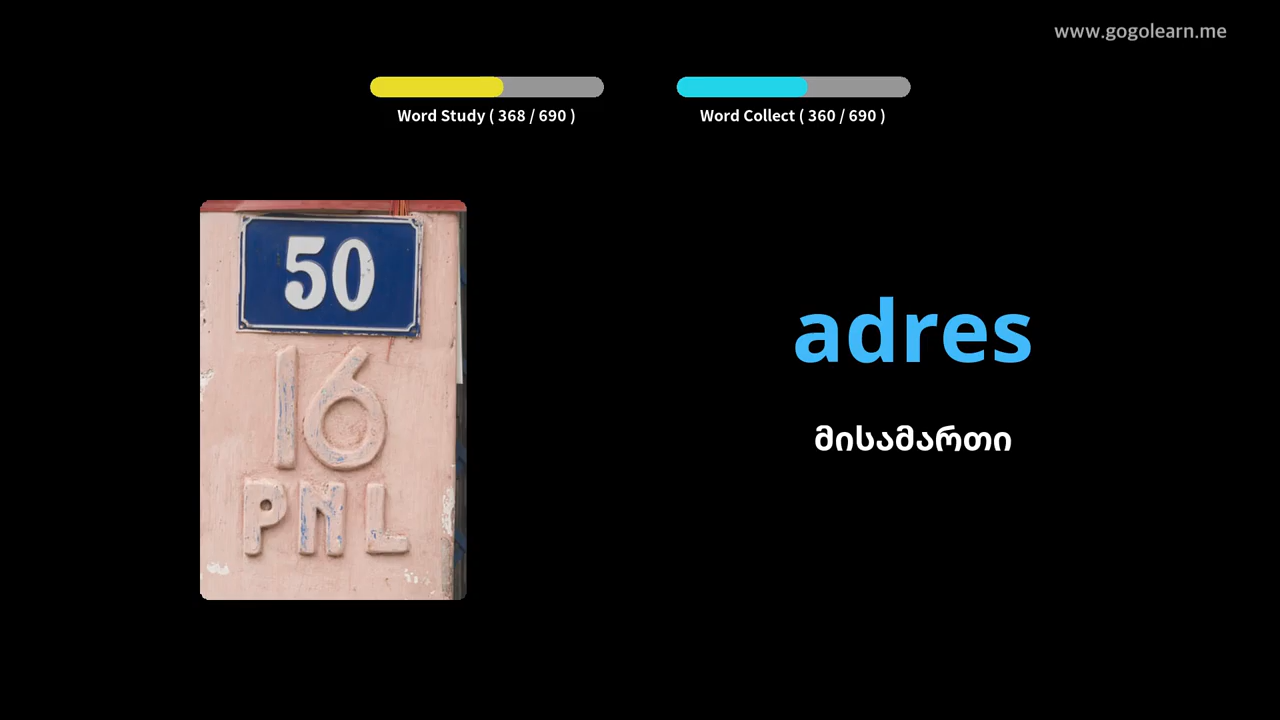 www.gogolearn.me
Word Study ( 368 / 690 )
Word Collect ( 360 / 690 )
50
16
PNL
adres
მისამართი